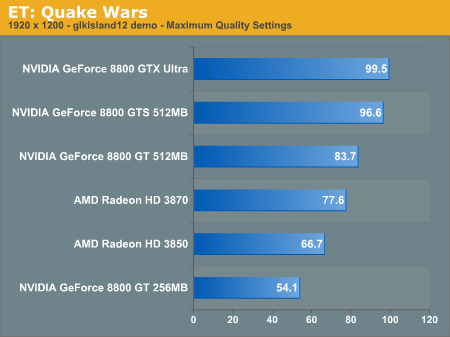 ET: Quake Wars
1920 x 1200 - glkisland12 demo - Maximum Quality Settings
NVIDIA GeForce 8800 GTX Ultra 99.5
NVIDIA GeForce 8800 GTS 512MB 96.6
NVIDIA GeForce 8800 GT 512MB 83.7
AMD Radeon HD 3870 77.6
AMD Radeon HD 3850 66.7
NVIDIA GeForce 8800 GT 256MB 54.1
0 20 40 60 80 100 120